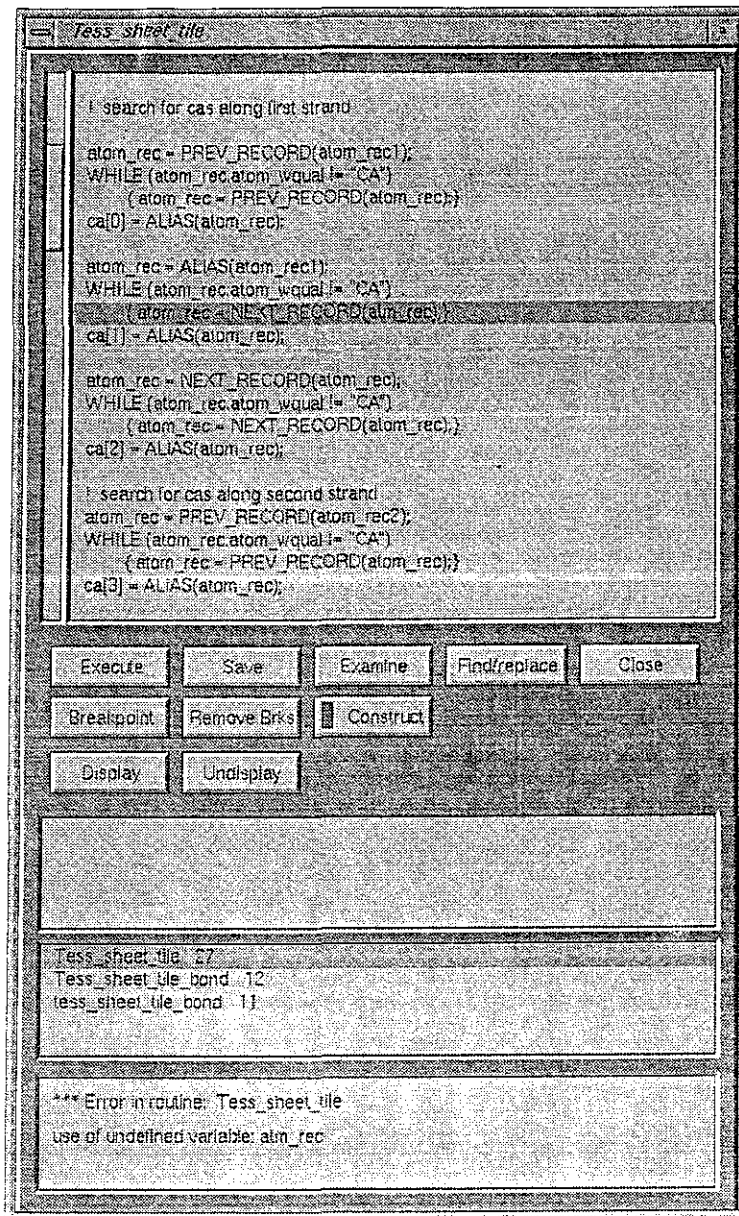 Tess_sheet_tile
! search for cas along first strand
atom_rec = PREV_RECORD(atom_rec1);
WHILE (atom_rec.atom_wqual != "CA")
{ atom_rec = PREV_RECORD(atom_rec);}
ca[0] = ALIAS(atom_rec);
atom_rec = ALIAS(atom_rec1);
WHILE (atom_rec.atom_wqual != "CA")
{ atom_rec = NEXT_RECORD(atm_rec);}
ca[1] = ALIAS(atom_rec);
atom_rec = NEXT_RECORD(atom_rec);
WHILE (atom_rec.atom_wqual != "CA")
{ atom_rec = NEXT_RECORD(atom_rec);}
ca[2] = ALIAS(atom_rec);
! search for cas along second strand
atom_rec = PREV_RECORD(atom_rec2);
WHILE (atom_rec.atom_wqual != "CA")
{ atom_rec = PREV_RECORD(atom_rec);}
ca[3] = ALIAS(atom_rec);
Execute Save Examine Find/replace Close
Breakpoint Remove Brks Construct
Display Undisplay
Tess_sheet_tile 27
Tess_sheet_tile_bond 12
tess_sheet_tile_bond 11
*** Error in routine: Tess_sheet_tile
use of undefined variable: atm_rec